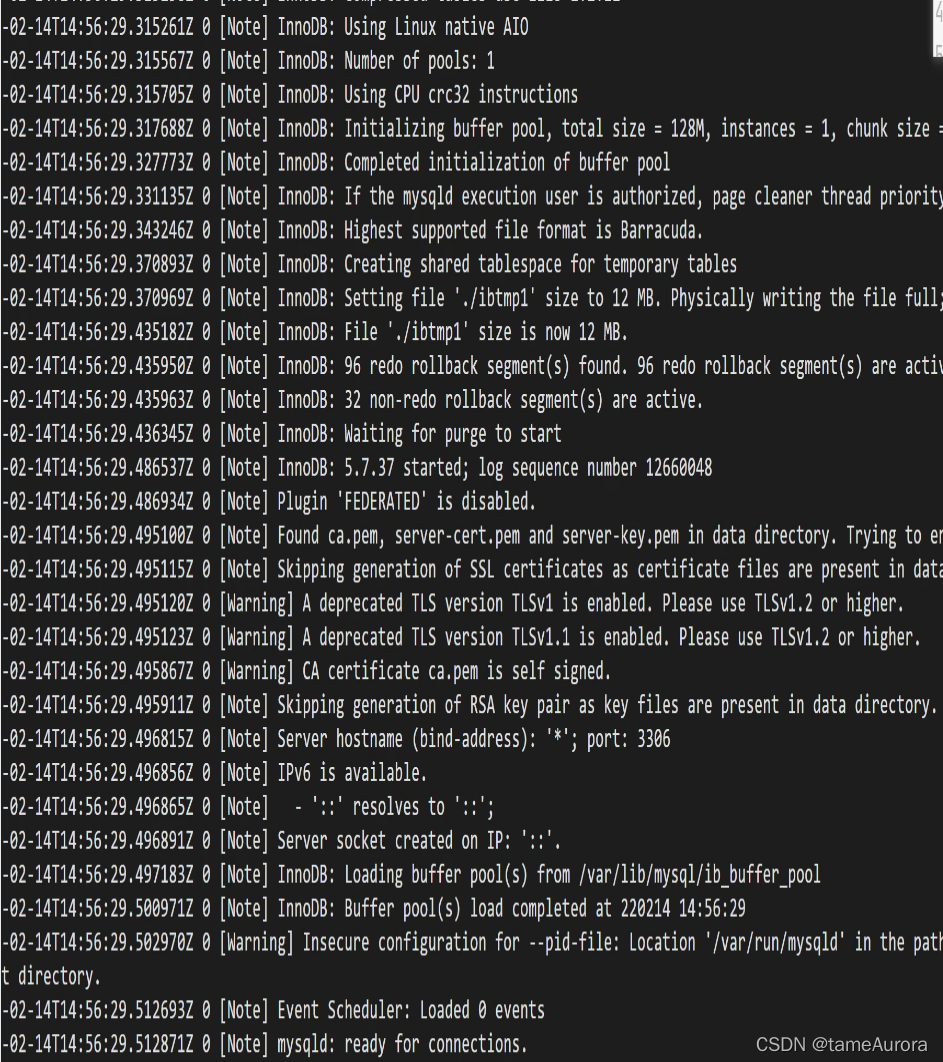 -02-14T14:56:29.315261Z 0 [Note] InnoDB: Using Linux native AIO
-02-14T14:56:29.315567Z 0 [Note] InnoDB: Number of pools: 1
-02-14T14:56:29.315705Z 0 [Note] InnoDB: Using CPU crc32 instructions
-02-14T14:56:29.317688Z 0 [Note] InnoDB: Initializing buffer pool, total size = 128M, instances = 1, chunk size =
-02-14T14:56:29.327773Z 0 [Note] InnoDB: Completed initialization of buffer pool
-02-14T14:56:29.331135Z 0 [Note] InnoDB: If the mysqld execution user is authorized, page cleaner thread priority
-02-14T14:56:29.343246Z 0 [Note] InnoDB: Highest supported file format is Barracuda.
-02-14T14:56:29.370893Z 0 [Note] InnoDB: Creating shared tablespace for temporary tables
-02-14T14:56:29.370969Z 0 [Note] InnoDB: Setting file './ibtmp1' size to 12 MB. Physically writing the file full;
-02-14T14:56:29.435182Z 0 [Note] InnoDB: File './ibtmp1' size is now 12 MB.
-02-14T14:56:29.435950Z 0 [Note] InnoDB: 96 redo rollback segment(s) found. 96 redo rollback segment(s) are activ
-02-14T14:56:29.435963Z 0 [Note] InnoDB: 32 non-redo rollback segment(s) are active.
-02-14T14:56:29.436345Z 0 [Note] InnoDB: Waiting for purge to start
-02-14T14:56:29.486537Z 0 [Note] InnoDB: 5.7.37 started; log sequence number 12660048
-02-14T14:56:29.486934Z 0 [Note] Plugin 'FEDERATED' is disabled.
-02-14T14:56:29.495100Z 0 [Note] Found ca.pem, server-cert.pem and server-key.pem in data directory. Trying to en
-02-14T14:56:29.495115Z 0 [Note] Skipping generation of SSL certificates as certificate files are present in data
-02-14T14:56:29.495120Z 0 [Warning] A deprecated TLS version TLSv1 is enabled. Please use TLSv1.2 or higher.
-02-14T14:56:29.495123Z 0 [Warning] A deprecated TLS version TLSv1.1 is enabled. Please use TLSv1.2 or higher.
-02-14T14:56:29.495867Z 0 [Warning] CA certificate ca.pem is self signed.
-02-14T14:56:29.495911Z 0 [Note] Skipping generation of RSA key pair as key files are present in data directory.
-02-14T14:56:29.496815Z 0 [Note] Server hostname (bind-address): '*'; port: 3306
-02-14T14:56:29.496856Z 0 [Note] IPv6 is available.
-02-14T14:56:29.496865Z 0 [Note]   - '::' resolves to '::';
-02-14T14:56:29.496891Z 0 [Note] Server socket created on IP: '::'.
-02-14T14:56:29.497183Z 0 [Note] InnoDB: Loading buffer pool(s) from /var/lib/mysql/ib_buffer_pool
-02-14T14:56:29.500971Z 0 [Note] InnoDB: Buffer pool(s) load completed at 220214 14:56:29
-02-14T14:56:29.502970Z 0 [Warning] Insecure configuration for --pid-file: Location '/var/run/mysqld' in the path
t directory.
-02-14T14:56:29.512693Z 0 [Note] Event Scheduler: Loaded 0 events
-02-14T14:56:29.512871Z 0 [Note] mysqld: ready for connections.
CSDN @tameAurora